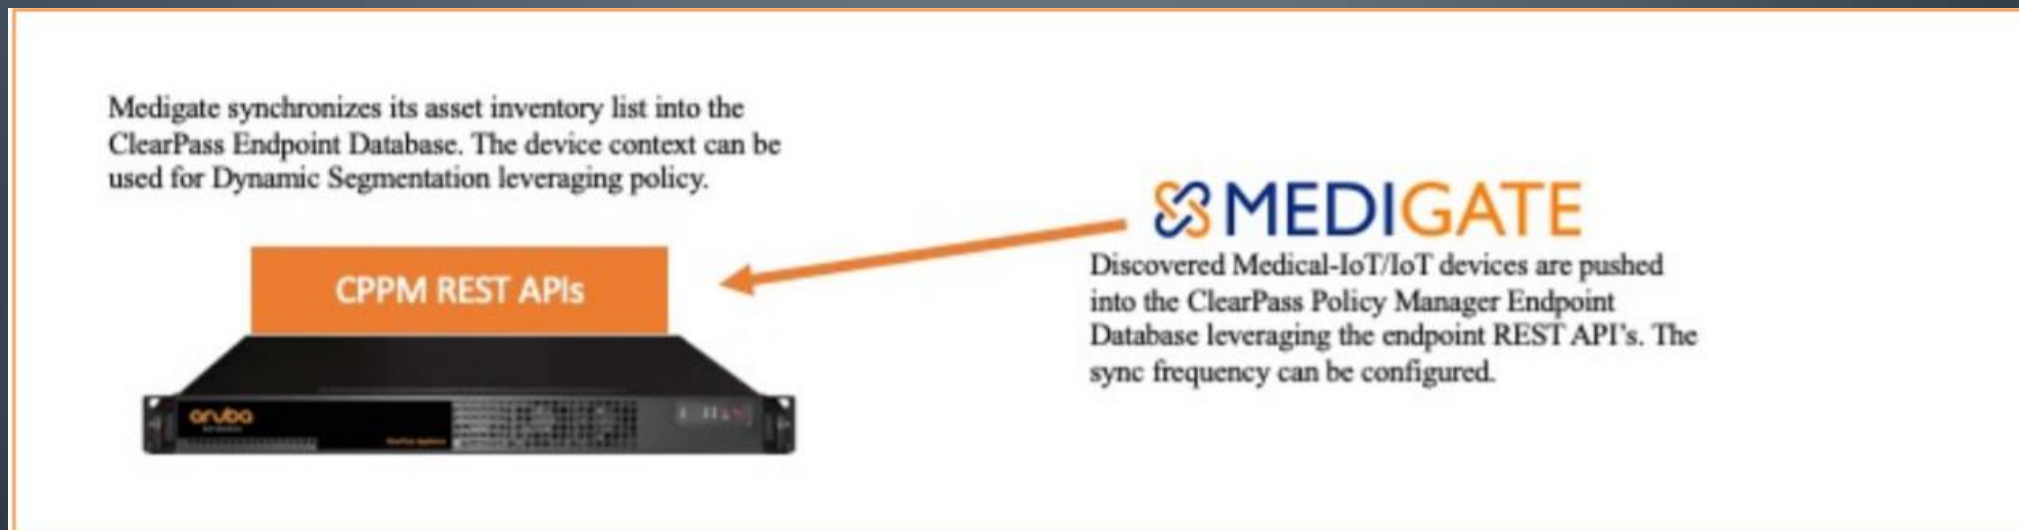 Medigate synchronizes its asset inventory list into the
ClearPass Endpoint Database. The device context can be
used for Dynamic Segmentation leveraging policy.
MEDIGATE
Discovered Medical-IoT/IoT devices are pushed
into the ClearPass Policy Manager Endpoint
Database leveraging the endpoint REST API's. The
sync frequency can be configured.
CPPM REST APIs
aruba